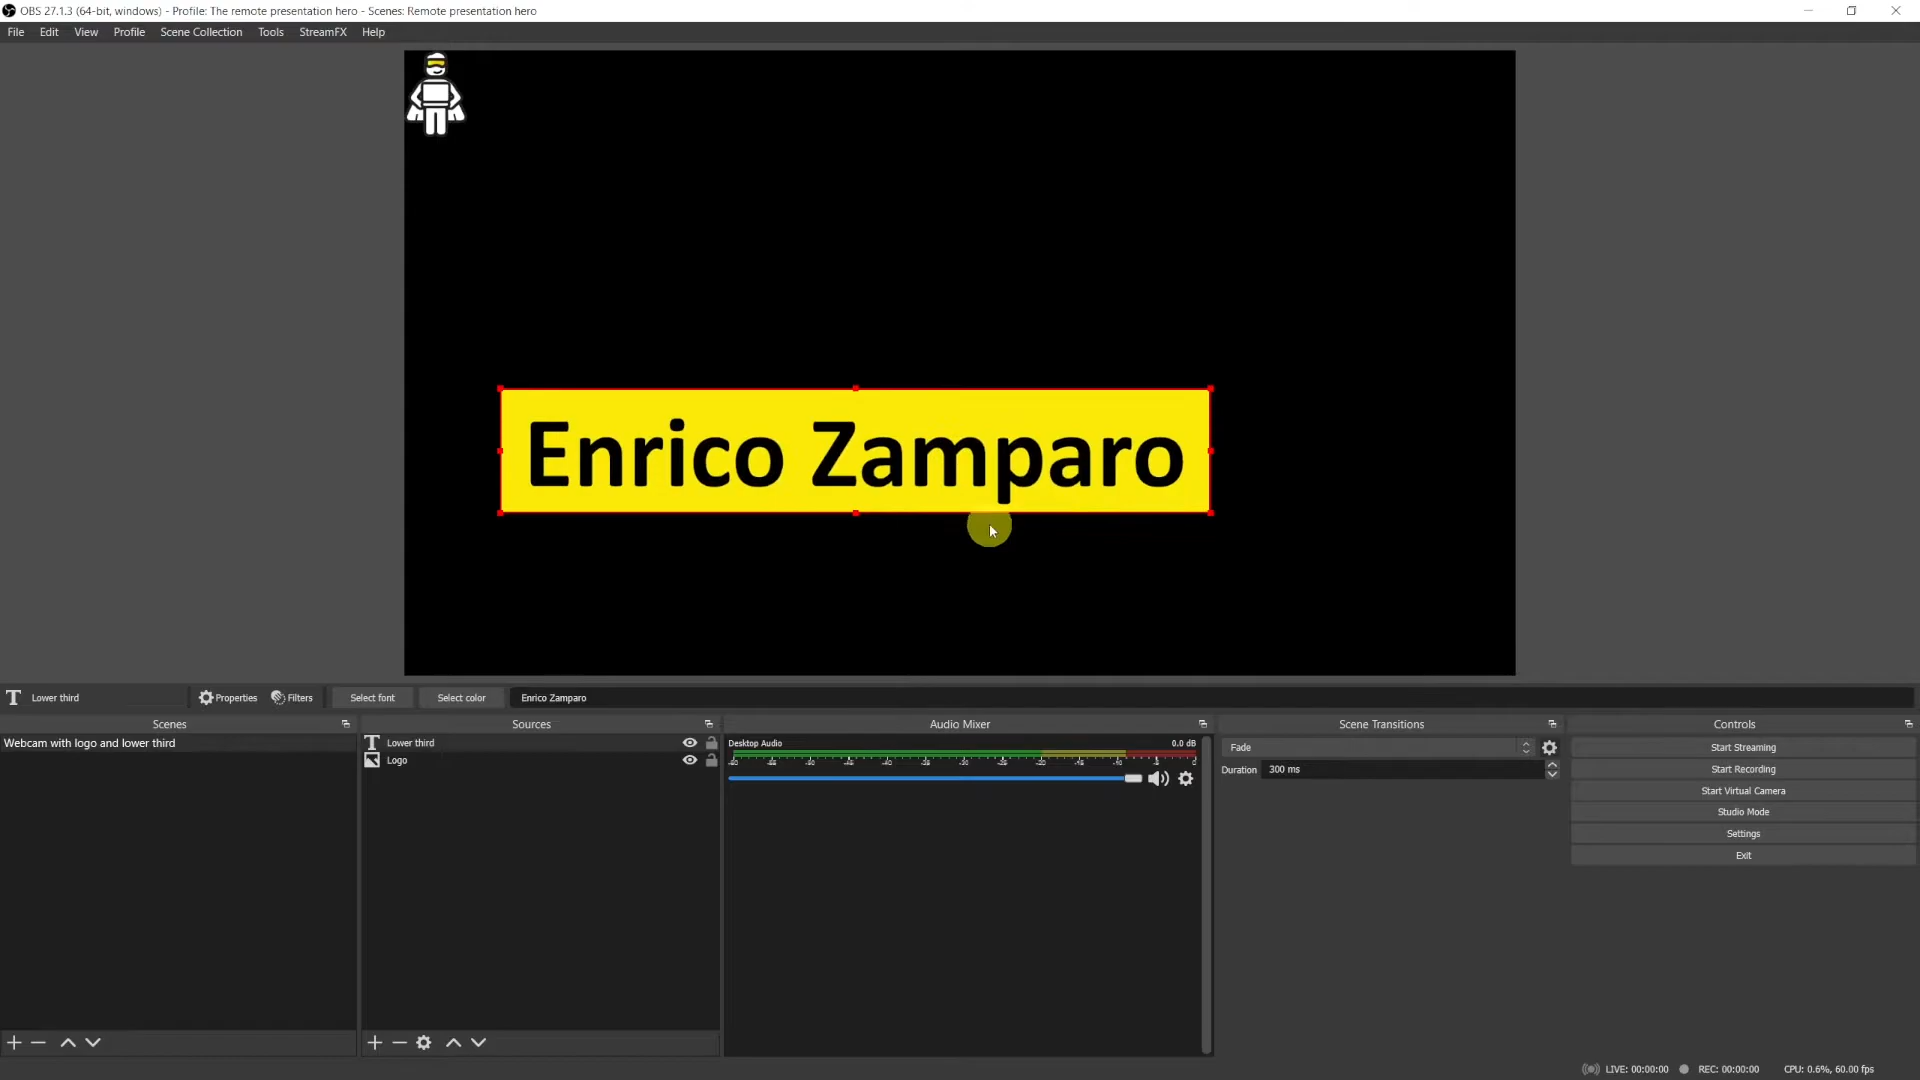 OBS 27.1.3 (64-bit, windows) - Profile: The remote presentation hero - Scenes: Remote presentation hero
File Edit View Profile Scene Collection Tools StreamFX Help
Enrico Zamparo
Lower third Properties Filters Select font Select color Enrico Zamparo
Scenes Sources Audio Mixer Scene Transitions Controls
Webcam with logo and lower third
Lower third
Logo
Desktop Audio 0.0 dB
Fade
Duration 300 ms
Start Streaming
Start Recording
Start Virtual Camera
Studio Mode
Settings
Exit
LIVE: 00:00:00 REC: 00:00:00 CPU: 0.6%, 60.00 fps